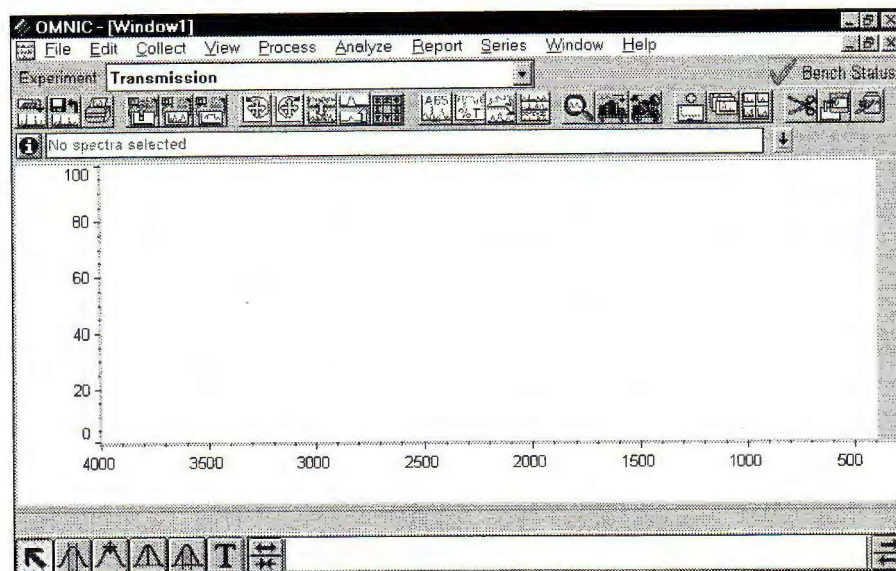 OMNIC - [Window1]
File Edit Collect View Process Analyze Report Series Window Help
Experiment Transmission Bench Status
ABS %T
No spectra selected
100
80
60
40
20
0
4000 3500 3000 2500 2000 1500 1000 500
T